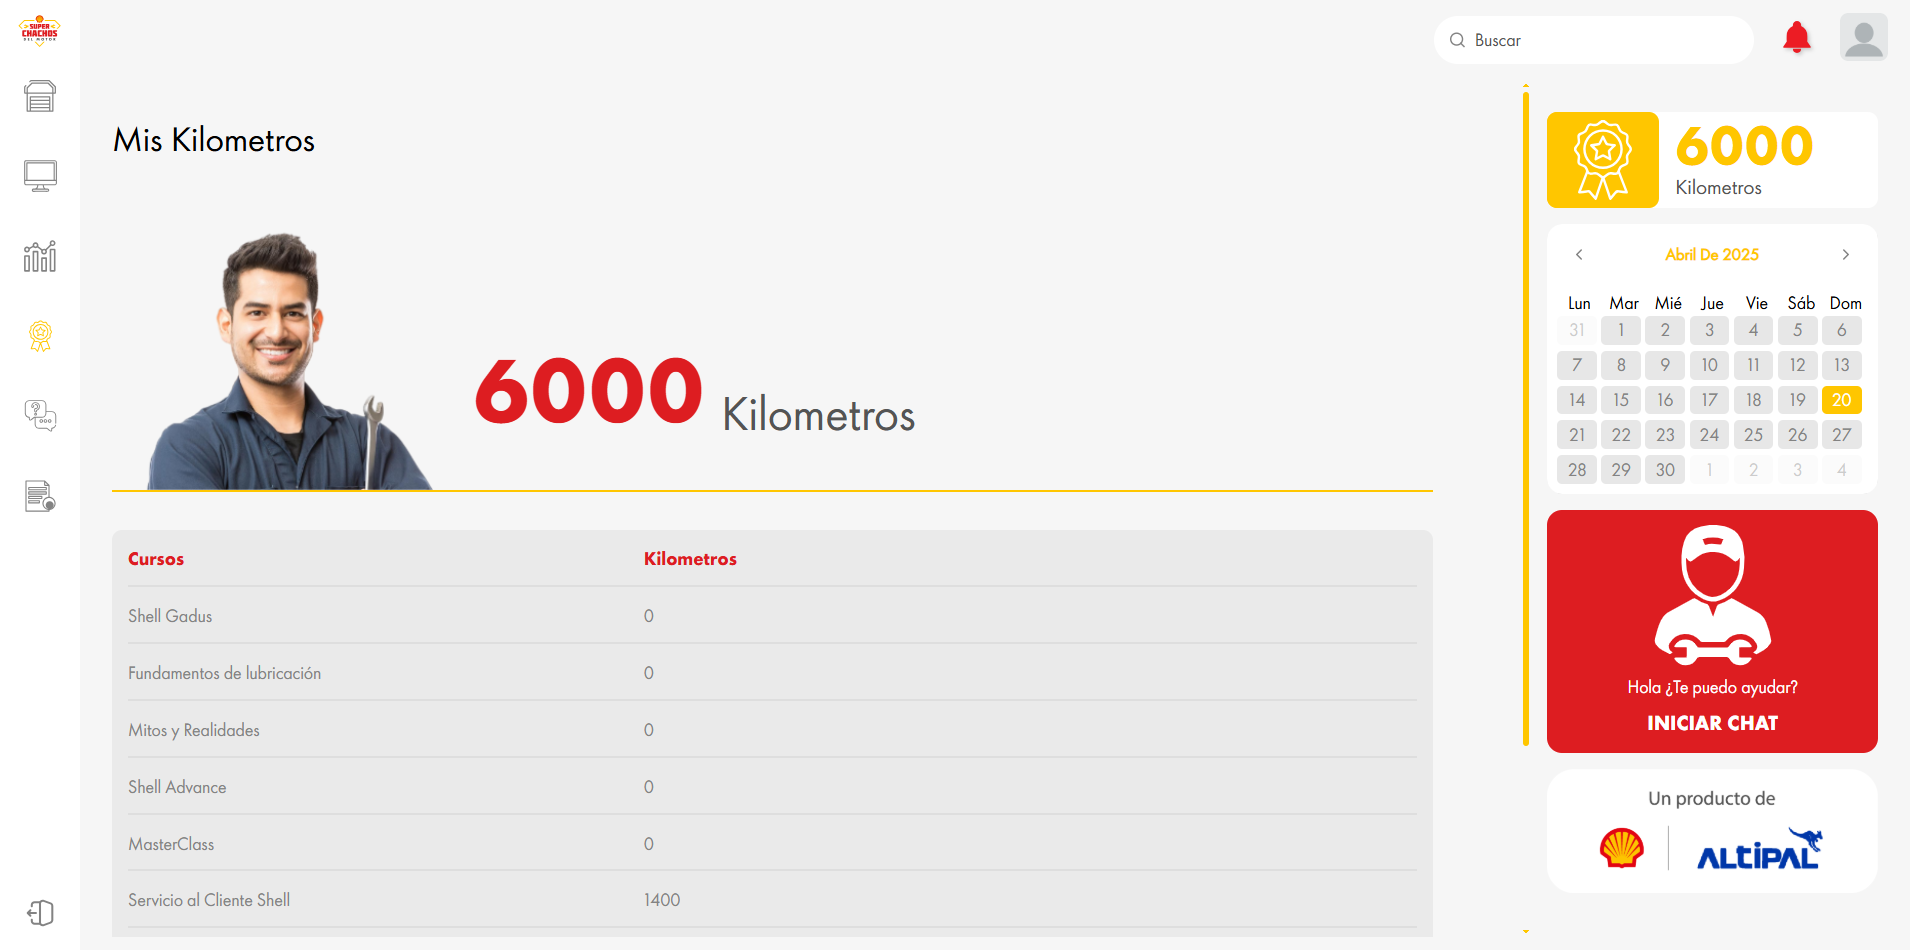 SUPER
CHACHOS
DEL MOTOR
Buscar
Mis Kilometros
6000 Kilometros
Cursos Kilometros
Shell Gadus 0
Fundamentos de lubricación 0
Mitos y Realidades 0
Shell Advance 0
MasterClass 0
Servicio al Cliente Shell 1400
6000
Kilometros
Abril De 2025
Lun Mar Mié Jue Vie Sáb Dom
31 1 2 3 4 5 6
7 8 9 10 11 12 13
14 15 16 17 18 19 20
21 22 23 24 25 26 27
28 29 30 1 2 3 4
Hola ¿Te puedo ayudar?
INICIAR CHAT
Un producto de
ALTIPAL